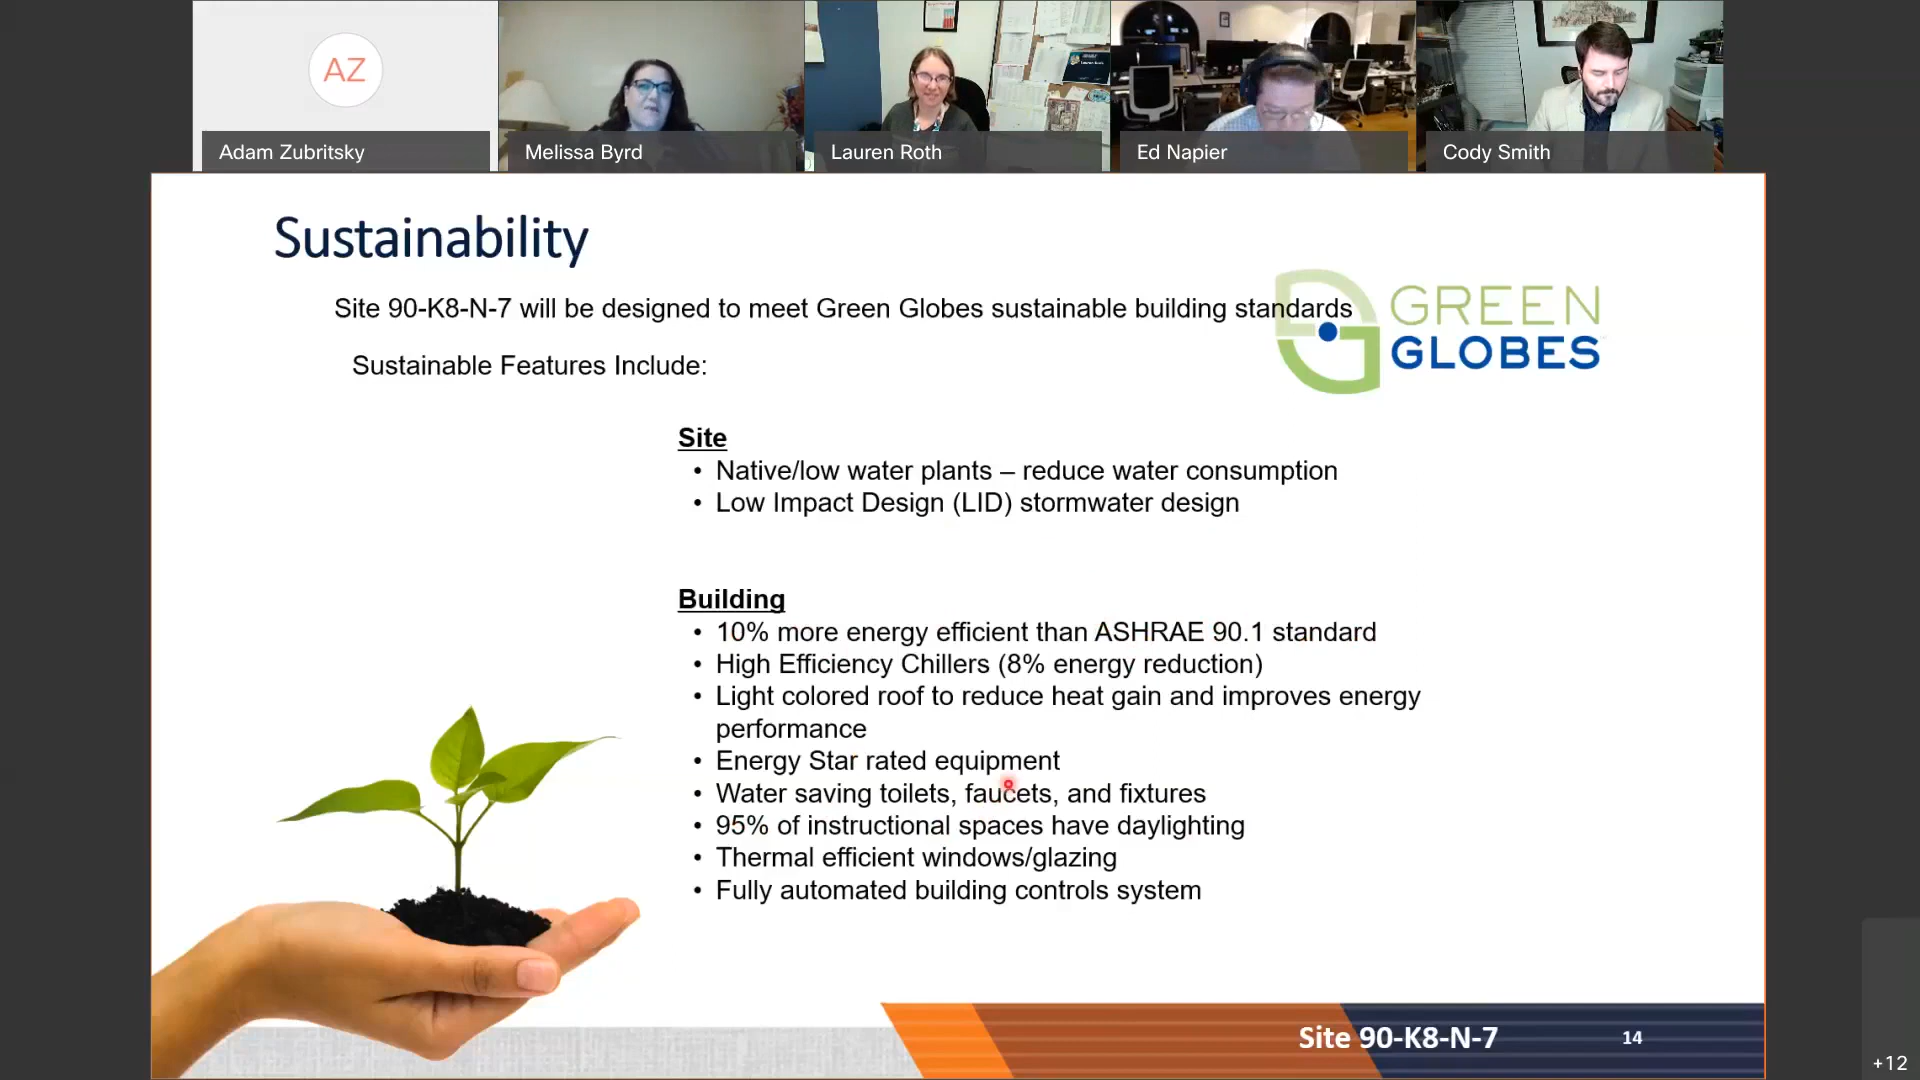 AZ
Adam Zubritsky
Melissa Byrd
Lauren Roth
Ed Napier
Cody Smith
Sustainability
Site 90-K8-N-7 will be designed to meet Green Globes sustainable building standards
GREEN
GLOBES
Sustainable Features Include:
Site
• Native/low water plants – reduce water consumption
• Low Impact Design (LID) stormwater design
Building
• 10% more energy efficient than ASHRAE 90.1 standard
• High Efficiency Chillers (8% energy reduction)
• Light colored roof to reduce heat gain and improves energy
performance
• Energy Star rated equipment
• Water saving toilets, faucets, and fixtures
• 95% of instructional spaces have daylighting
• Thermal efficient windows/glazing
• Fully automated building controls system
Site 90-K8-N-7
14
+12